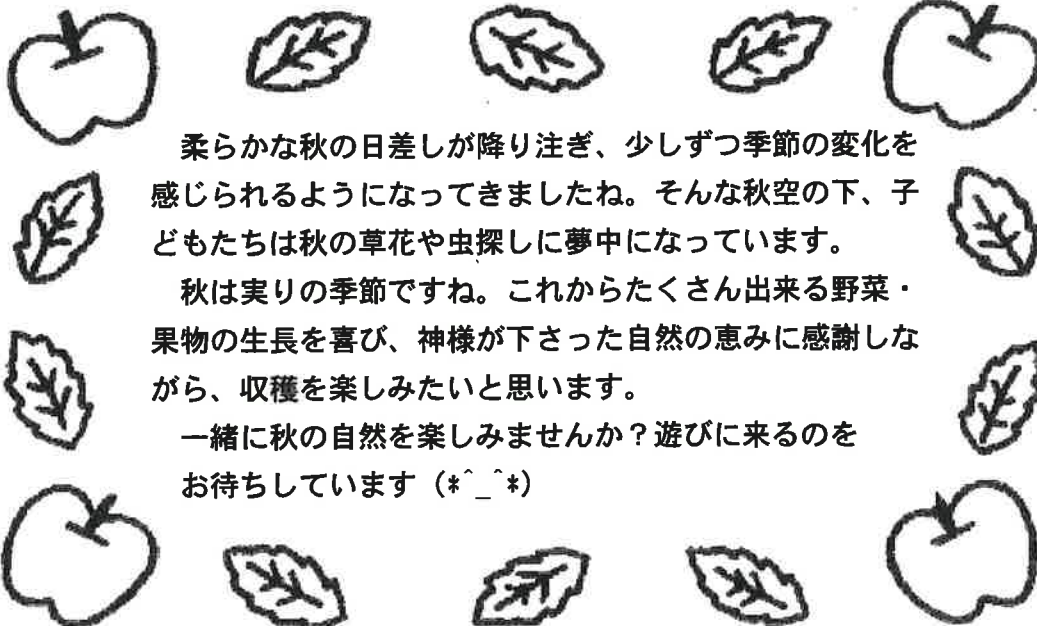 柔らかな秋の日差しが降り注ぎ、少しずつ季節の変化を
感じられるようになってきましたね。そんな秋空の下、子
どもたちは秋の草花や虫探しに夢中になっています。
　秋は実りの季節ですね。これからたくさん出来る野菜・
果物の生長を喜び、神様が下さった自然の恵みに感謝しな
がら、収穫を楽しみたいと思います。
　一緒に秋の自然を楽しみませんか？遊びに来るのを
　お待ちしています（*^_^*）